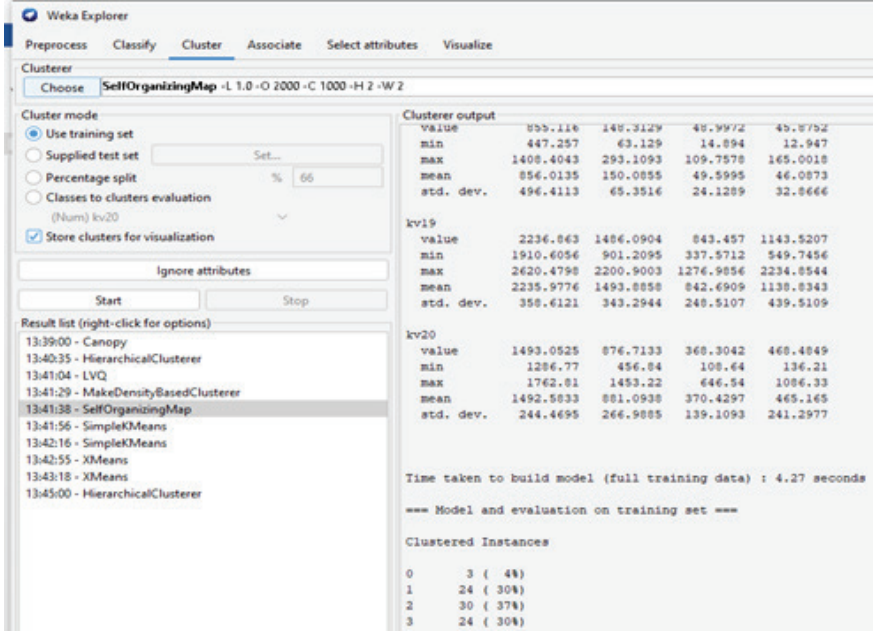 Weka Explorer
Preprocess Classify Cluster Associate Select attributes Visualize
Clusterer
Choose SelfOrganizingMap -L 1.0 -O 2000 -C 1000 -H 2 -W 2
Cluster mode
Use training set
Supplied test set Set...
Percentage split % 66
Classes to clusters evaluation
(Num) kv20
Store clusters for visualization
Ignore attributes
Start Stop
Result list (right-click for options)
13:39:00 - Canopy
13:40:35 - HierarchicalClusterer
13:41:04 - LVQ
13:41:29 - MakeDensityBasedClusterer
13:41:38 - SelfOrganizingMap
13:41:56 - SimpleKMeans
13:42:16 - SimpleKMeans
13:42:55 - XMeans
13:43:18 - XMeans
13:45:00 - HierarchicalClusterer
Clusterer output
value 855.116 148.3129 48.9972 45.8752
min 447.257 63.129 14.894 12.947
max 1408.4043 293.1093 109.7578 165.0018
mean 856.0135 150.0855 49.5995 46.0873
std. dev. 496.4113 65.3516 24.1289 32.8666
kv19
value 2236.863 1486.0904 843.457 1143.5207
min 1910.6056 901.2095 337.5712 549.7456
max 2620.4798 2200.9003 1276.9856 2234.8544
mean 2235.9776 1493.8858 842.6909 1138.8343
std. dev. 358.6121 343.2944 248.5107 439.5109
kv20
value 1493.0525 876.7133 368.3042 468.4849
min 1286.77 456.84 108.64 136.21
max 1762.81 1453.22 646.54 1086.33
mean 1492.5833 881.0938 370.4297 465.165
std. dev. 244.4695 266.9885 139.1093 241.2977
Time taken to build model (full training data) : 4.27 seconds
=== Model and evaluation on training set ===
Clustered Instances
0 3 ( 4%)
1 24 ( 30%)
2 30 ( 37%)
3 24 ( 30%)